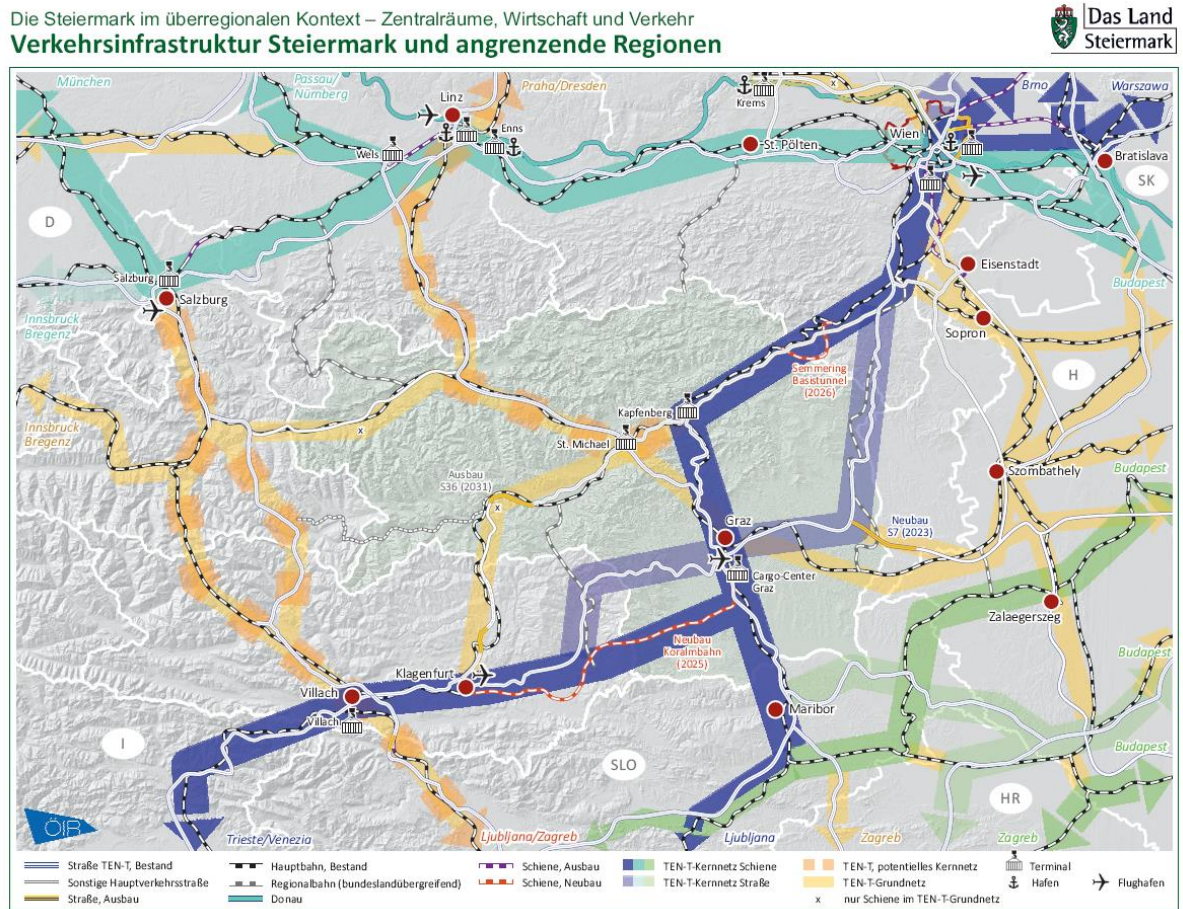 Die Steiermark im überregionalen Kontext – Zentralräume, Wirtschaft und Verkehr
Verkehrsinfrastruktur Steiermark und angrenzende Regionen
Das Land
Steiermark
München
Passau/
Nürnberg
Linz
Praha/Dresden
Krems
Brno
Warszawa
Enns
Wels
St. Pölten
Wien
Bratislava
SK
D
Salzburg
Salzburg
Eisenstadt
Budapest
Innsbruck
Bregenz
Sopron
Semmering
Basistunnel
(2026)
H
Innsbruck
Bregenz
x
x
Kapfenberg
St. Michael
Ausbau
S36 (2031)
x
Szombathely
Budapest
Graz
Neubau
S7 (2023)
Cargo-Center
Graz
Zalaegerszeg
Neubau
Koralmbahn
(2025)
Budapest
Klagenfurt
Villach
Villach
Maribor
I
SLO
Budapest
HR
ÖIR
Trieste/Venezia
Ljubljana/Zagreb
Ljubljana
Zagreb
Zagreb
Straße TEN-T, Bestand
Sonstige Hauptverkehrsstraße
Straße, Ausbau
Hauptbahn, Bestand
Regionalbahn (bundeslandübergreifend)
Donau
Schiene, Ausbau
Schiene, Neubau
TEN-T-Kernnetz Schiene
TEN-T-Kernnetz Straße
TEN-T, potentielles Kernnetz
TEN-T-Grundnetz
x nur Schiene im TEN-T-Grundnetz
Terminal
Hafen
Flughafen